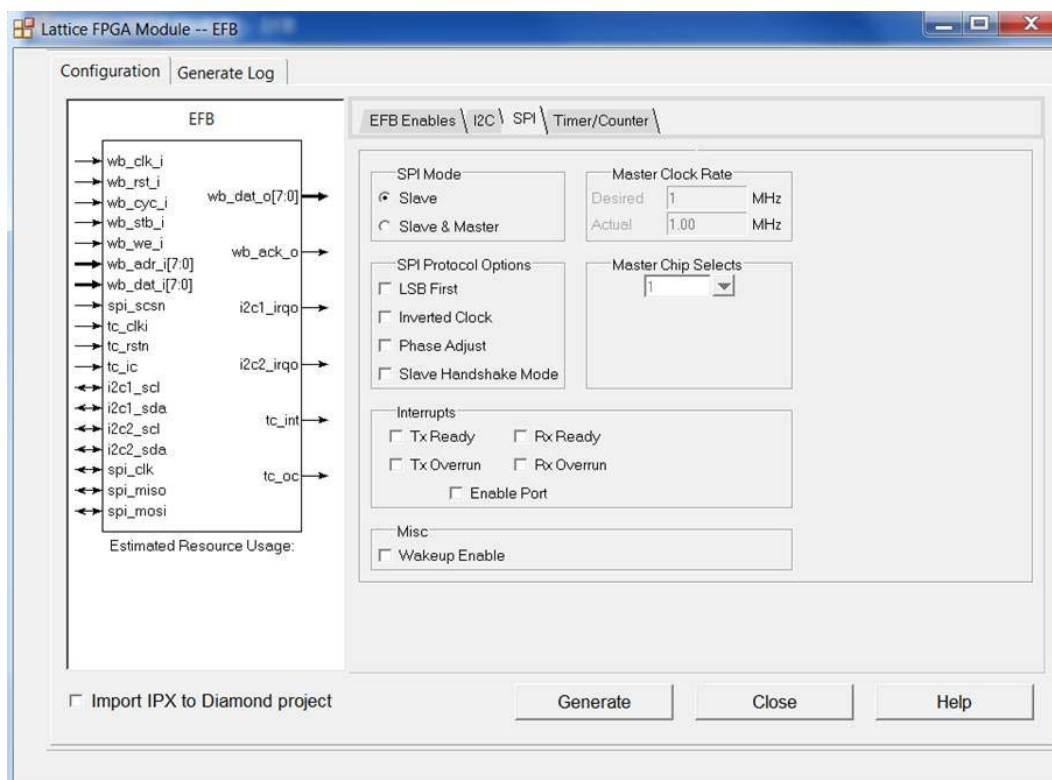 Lattice FPGA Module -- EFB
Configuration Generate Log
EFB
wb_clk_i
wb_rst_i
wb_cyc_i
wb_stb_i
wb_we_i
wb_adr_i[7:0]
wb_dat_i[7:0]
spi_scsn
tc_clki
tc_rstn
tc_ic
i2c1_scl
i2c1_sda
i2c2_scl
i2c2_sda
spi_clk
spi_miso
spi_mosi
wb_dat_o[7:0]
wb_ack_o
i2c1_irqo
i2c2_irqo
tc_int
tc_oc
Estimated Resource Usage:
EFB Enables I2C SPI Timer/Counter
SPI Mode
Slave
Slave & Master
Master Clock Rate
Desired 1 MHz
Actual 1.00 MHz
SPI Protocol Options
LSB First
Inverted Clock
Phase Adjust
Slave Handshake Mode
Master Chip Selects
1
Interrupts
Tx Ready Rx Ready
Tx Overrun Rx Overrun
Enable Port
Misc
Wakeup Enable
Import IPX to Diamond project
Generate Close Help